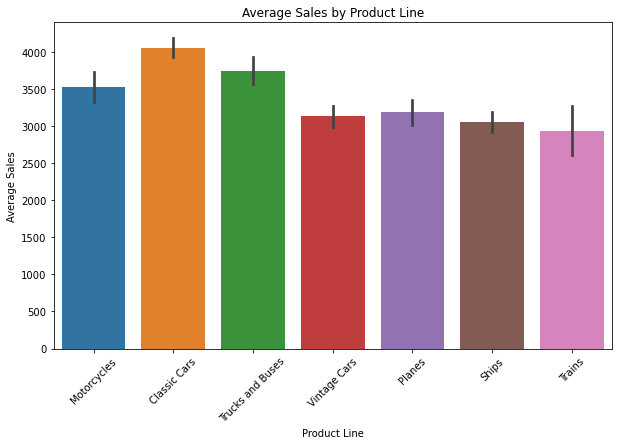 Average Sales by Product Line
Average Sales
4000
3500
3000
2500
2000
1500
1000
500
0
Motorcycles
Classic Cars
Trucks and Buses
Vintage Cars
Planes
Ships
Trains
Product Line